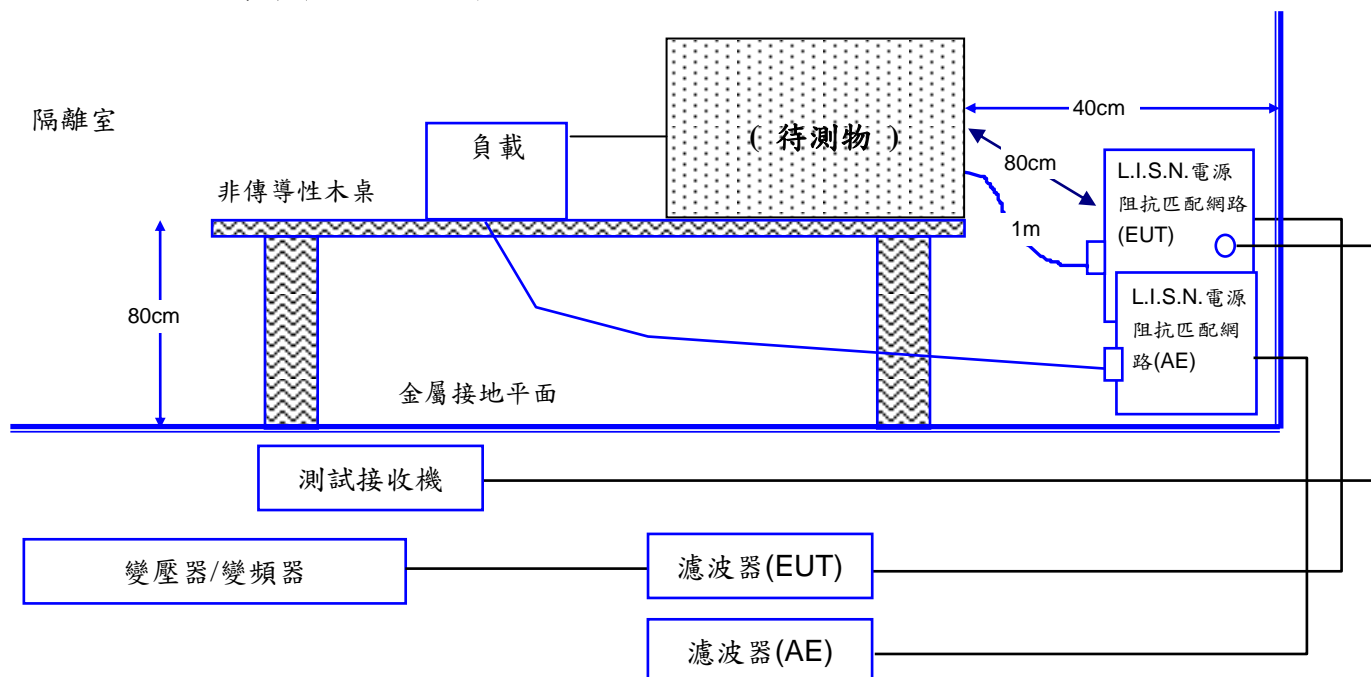 隔離室
負載
( 待測物 )
40cm
80cm
1m
L.I.S.N.電源
阻抗匹配網路
(EUT)
非傳導性木桌
L.I.S.N.電源
阻抗匹配網
路(AE)
80cm
金屬接地平面
測試接收機
變壓器/變頻器
濾波器(EUT)
濾波器(AE)